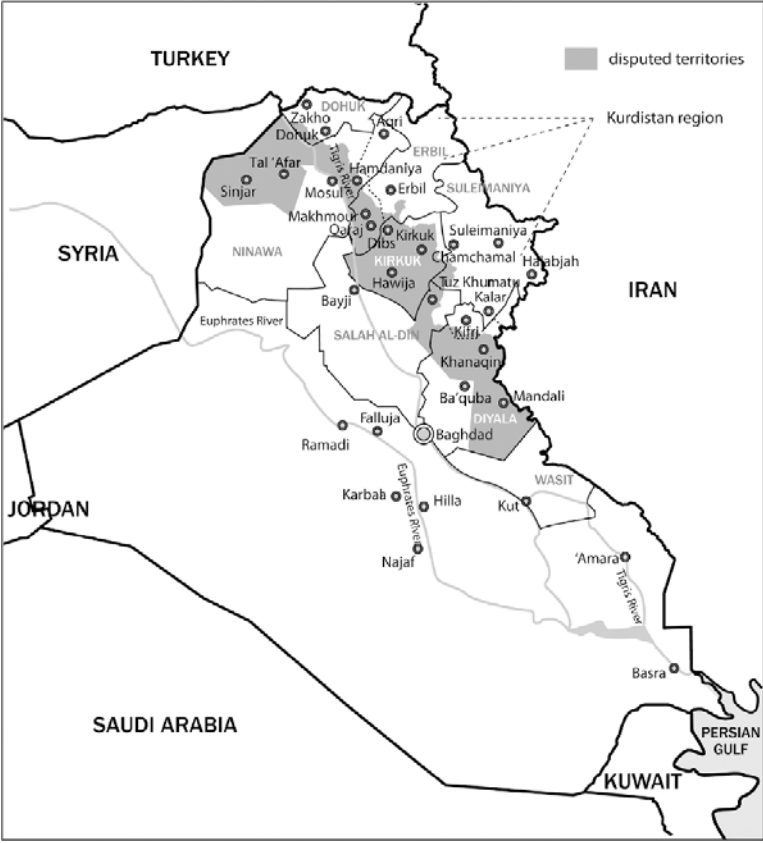 TURKEY
disputed territories
DOHUK
Zakho
Aqri
Kurdistan region
Dohuk
ERBIL
Tigris River
Tal ‘Afar
Hamdaniya
SULEIMANIYA
Sinjar
Mosul
Erbil
Makhmour
Qaraj
Dibs
Kirkuk
Suleimaniya
SYRIA
NINAWA
KIRKUK
Chamchamal
Halabjah
Hawija
Tuz Khumatu
IRAN
Bayji
Kalar
Euphrates River
SALAH AL-DIN
Kifri
Khanaqin
Ba'quba
Mandali
Falluja
DIYALA
Ramadi
Baghdad
Euphrates River
WASIT
Karbala
Hilla
Kut
JORDAN
Najaf
‘Amara
Tigris River
Basra
SAUDI ARABIA
PERSIAN
GULF
KUWAIT